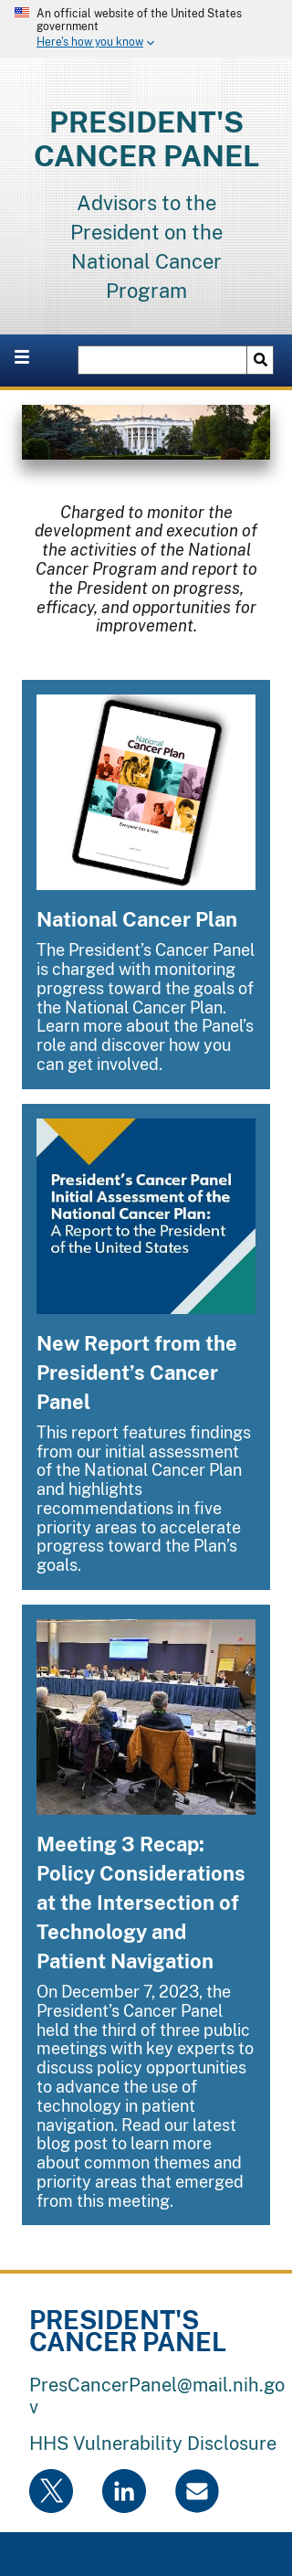 An official website of the United States
government
Here's how you know
PRESIDENT'S
CANCER PANEL
Advisors to the
President on the
National Cancer
Program
Charged to monitor the
development and execution of
the activities of the National
Cancer Program and report to
the President on progress,
efficacy, and opportunities for
improvement.
National
Cancer Plan
Everyone has a role.
National Cancer Plan
The President’s Cancer Panel
is charged with monitoring
progress toward the goals of
the National Cancer Plan.
Learn more about the Panel’s
role and discover how you
can get involved.
President’s Cancer Panel
Initial Assessment of the
National Cancer Plan:
A Report to the President
of the United States
New Report from the
President’s Cancer
Panel
This report features findings
from our initial assessment
of the National Cancer Plan
and highlights
recommendations in five
priority areas to accelerate
progress toward the Plan’s
goals.
Meeting 3 Recap:
Policy Considerations
at the Intersection of
Technology and
Patient Navigation
On December 7, 2023, the
President’s Cancer Panel
held the third of three public
meetings with key experts to
discuss policy opportunities
to advance the use of
technology in patient
navigation. Read our latest
blog post to learn more
about common themes and
priority areas that emerged
from this meeting.
PRESIDENT'S
CANCER PANEL
PresCancerPanel@mail.nih.go
v
HHS Vulnerability Disclosure